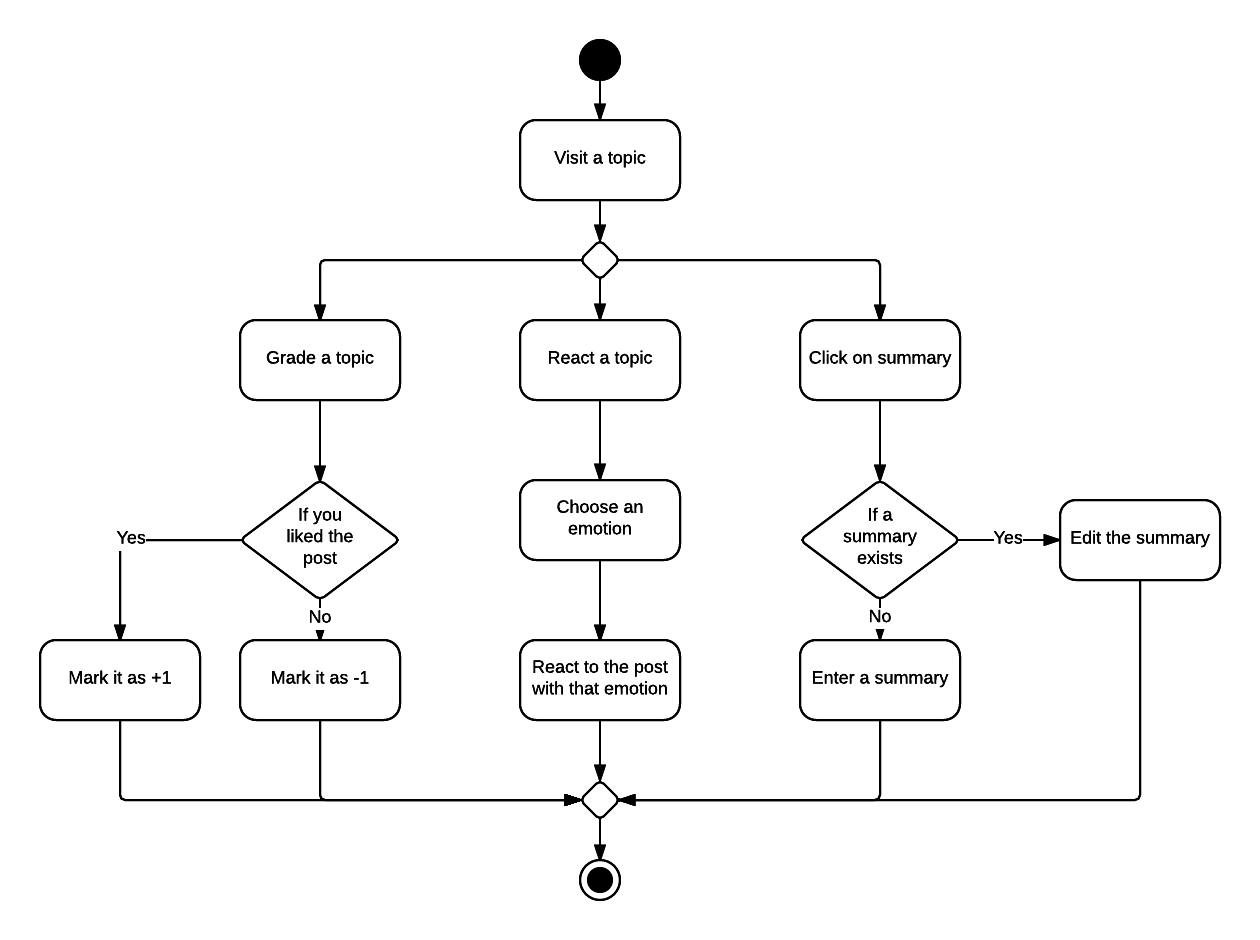 Visit a topic
Grade a topic
React a topic
Click on summary
If you
liked the
post
Choose an
emotion
If a
summary
exists
Yes
Yes
Edit the summary
No
No
Mark it as +1
Mark it as -1
React to the post
with that emotion
Enter a summary